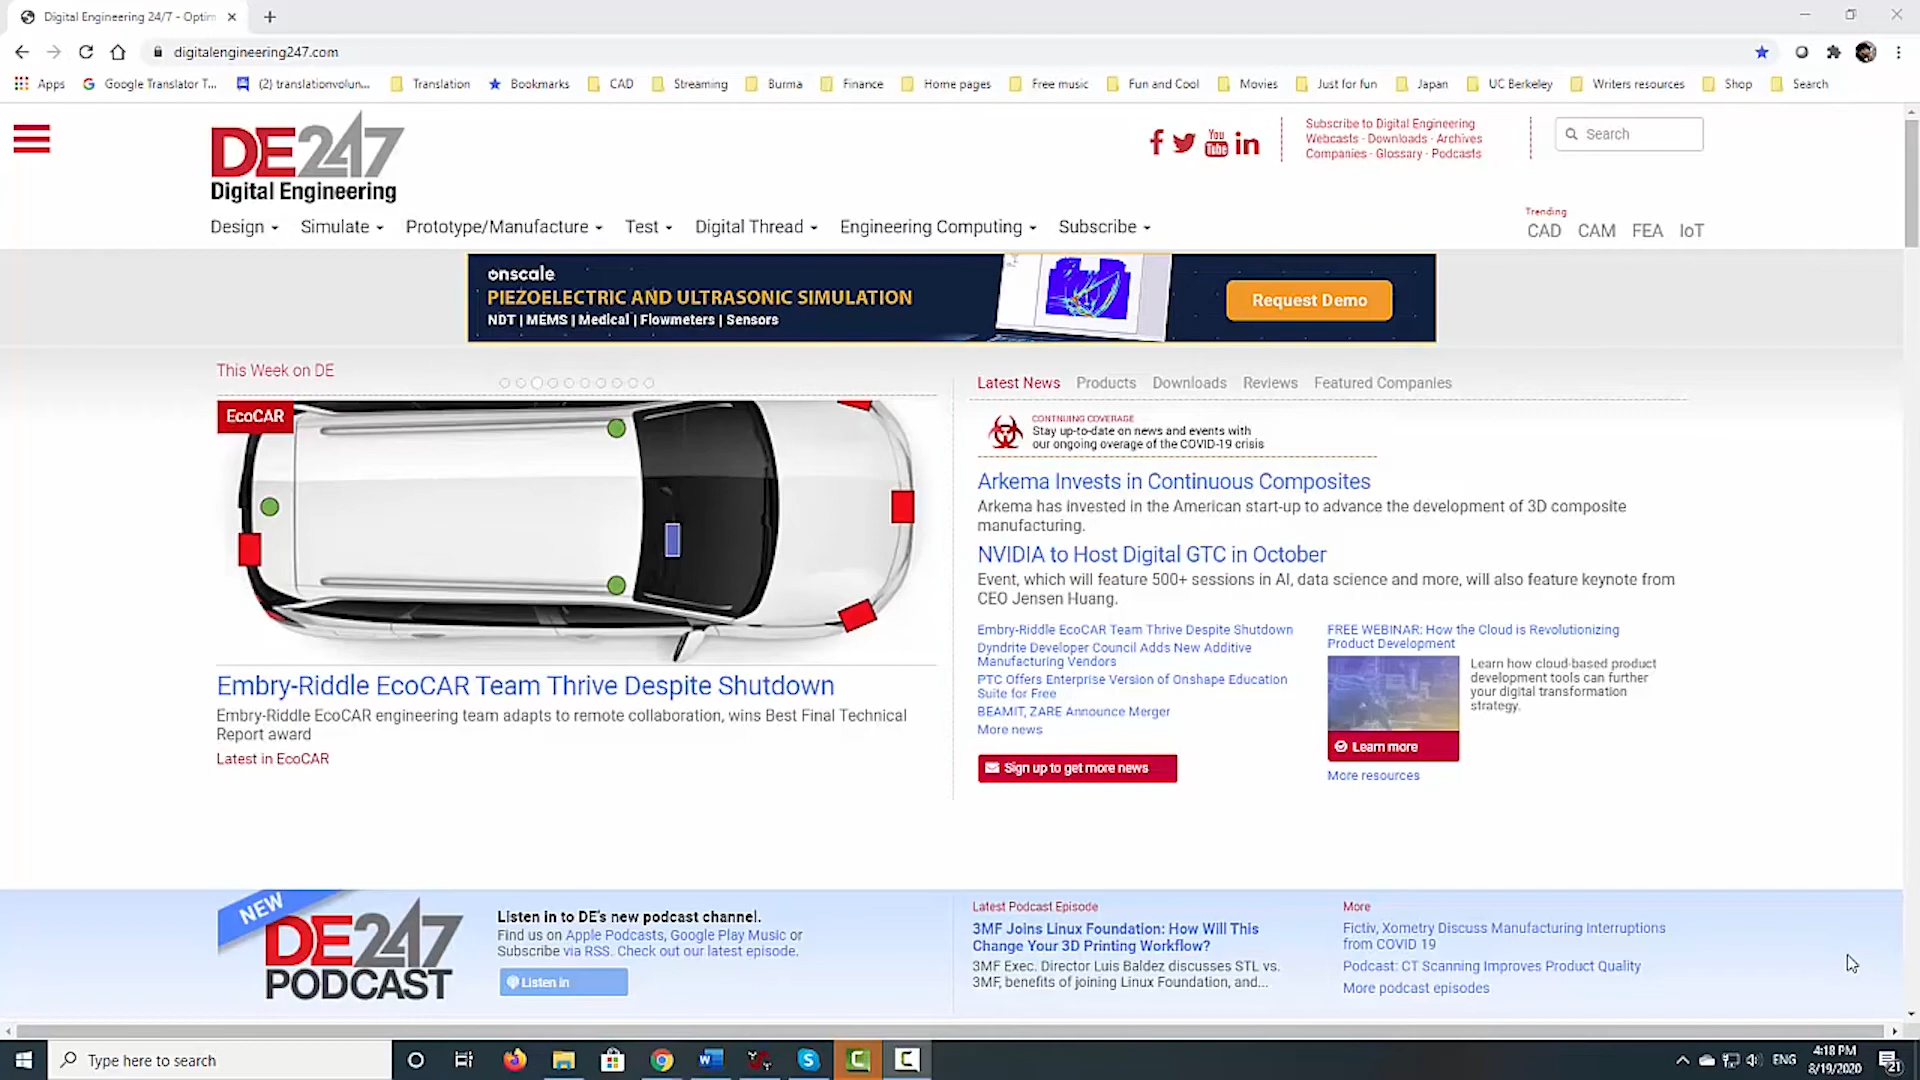 Digital Engineering 24/7 - Optim
digitalengineering247.com
Apps
Google Translator T...
(2) translationvolun...
Translation
Bookmarks
CAD
Streaming
Burma
Finance
Home pages
Free music
Fun and Cool
Movies
Just for fun
Japan
UC Berkeley
Writers resources
Shop
Search
DE247
Digital Engineering
You
Tube
Subscribe to Digital Engineering
Webcasts - Downloads - Archives
Companies - Glossary - Podcasts
Search
Design
Simulate
Prototype/Manufacture
Test
Digital Thread
Engineering Computing
Subscribe
Trending
CAD CAM FEA IoT
onscale
PIEZOELECTRIC AND ULTRASONIC SIMULATION
NDT | MEMS | Medical | Flowmeters | Sensors
Request Demo
This Week on DE
EcoCAR
Embry-Riddle EcoCAR Team Thrive Despite Shutdown
Embry-Riddle EcoCAR engineering team adapts to remote collaboration, wins Best Final Technical
Report award
Latest in EcoCAR
Latest News Products Downloads Reviews Featured Companies
CONTINUING COVERAGE
Stay up-to-date on news and events with
our ongoing overage of the COVID-19 crisis
Arkema Invests in Continuous Composites
Arkema has invested in the American start-up to advance the development of 3D composite
manufacturing.
NVIDIA to Host Digital GTC in October
Event, which will feature 500+ sessions in AI, data science and more, will also feature keynote from
CEO Jensen Huang.
Embry-Riddle EcoCAR Team Thrive Despite Shutdown
Dyndrite Developer Council Adds New Additive
Manufacturing Vendors
PTC Offers Enterprise Version of Onshape Education
Suite for Free
BEAMIT, ZARE Announce Merger
More news
Sign up to get more news
FREE WEBINAR: How the Cloud is Revolutionizing
Product Development
Learn how cloud-based product
development tools can further
your digital transformation
strategy.
Learn more
More resources
NEW
DE247
PODCAST
Listen in to DE's new podcast channel.
Find us on Apple Podcasts, Google Play Music or
Subscribe via RSS. Check out our latest episode.
Listen in
Latest Podcast Episode
3MF Joins Linux Foundation: How Will This
Change Your 3D Printing Workflow?
3MF Exec. Director Luis Baldez discusses STL vs.
3MF, benefits of joining Linux Foundation, and...
More
Fictiv, Xometry Discuss Manufacturing Interruptions
from COVID 19
Podcast: CT Scanning Improves Product Quality
More podcast episodes
Type here to search
ENG
4:18 PM
8/19/2020
21